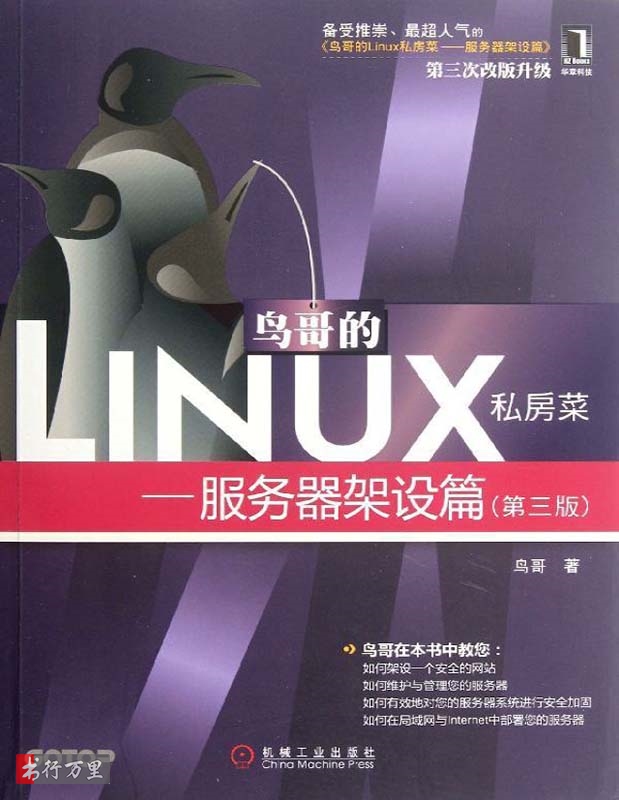 备受推崇、最超人气的
《鸟哥的Linux私房菜——服务器架设篇》
第三次改版升级
HZ Books
华章科技
鸟哥的
LINUX
私房菜
—服务器架设篇(第三版)
鸟哥 著
鸟哥在本书中教您：
如何架设一个安全的网站
如何维护与管理您的服务器
如何有效地对您的服务器系统进行安全加固
如何在局域网与Internet中部署您的服务器
GOTOP
书行万里
机械工业出版社
China Machine Press